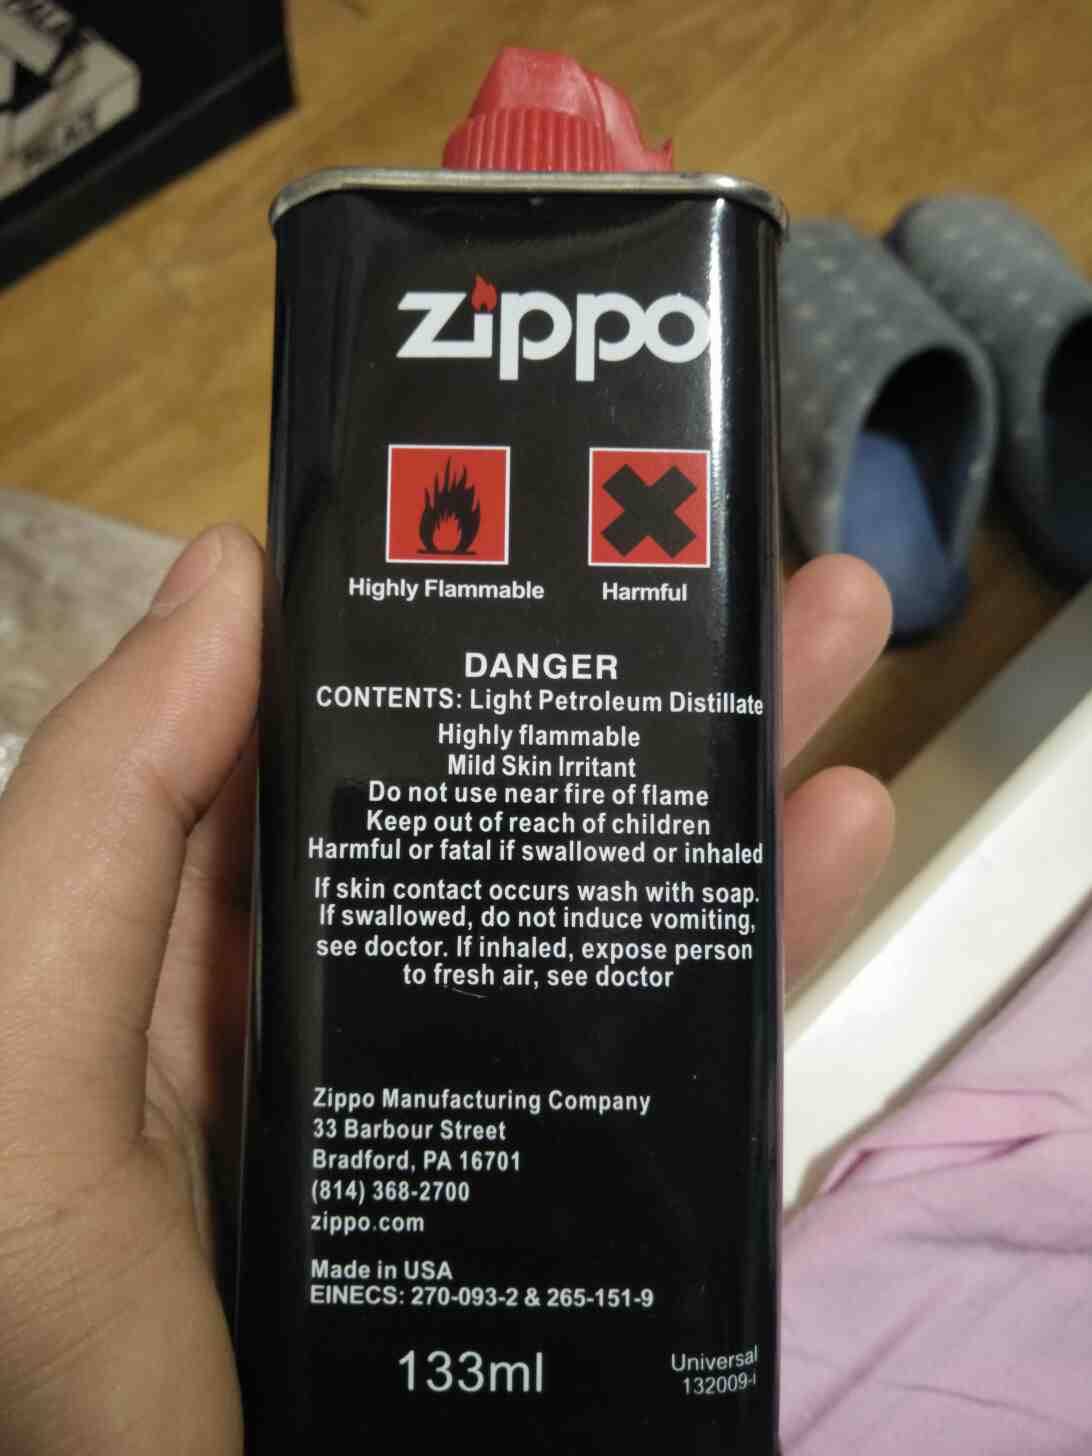 zippo
Highly Flammable
Harmful
DANGER
CONTENTS: Light Petroleum Distillate
Highly flammable
Mild Skin Irritant
Do not use near fire of flame
Keep out of reach of children
Harmful or fatal if swallowed or inhaled
If skin contact occurs wash with soap.
If swallowed, do not induce vomiting,
see doctor. If inhaled, expose person
to fresh air, see doctor
Zippo Manufacturing Company
33 Barbour Street
Bradford, PA 16701
(814) 368-2700
zippo.com
Made in USA
EINECS: 270-093-2 & 265-151-9
133ml
Universal
132009-i